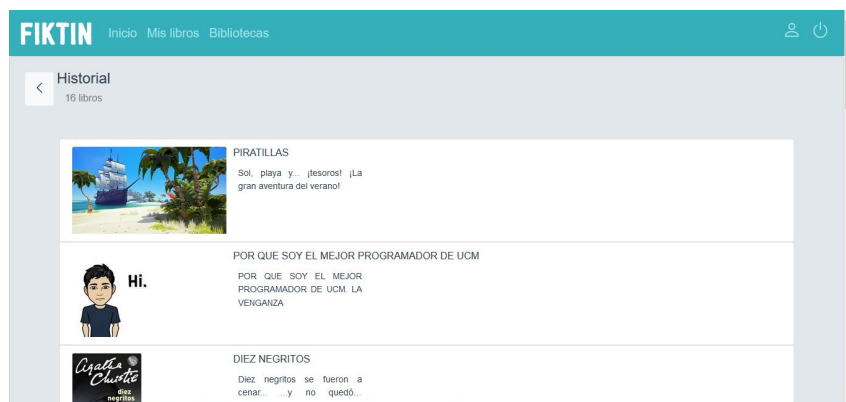 FIKTIN Inicio Mis libros Bibliotecas
Historial
16 libros
PIRATILLAS
Sol, playa y... ¡tesoros! ¡La
gran aventura del verano!
POR QUE SOY EL MEJOR PROGRAMADOR DE UCM
Hi.
POR QUE SOY EL MEJOR
PROGRAMADOR DE UCM. LA
VENGANZA
DIEZ NEGRITOS
Agatha
Christie
diez
negritos
Diez negritos se fueron a
cenar... ...y no quedó...